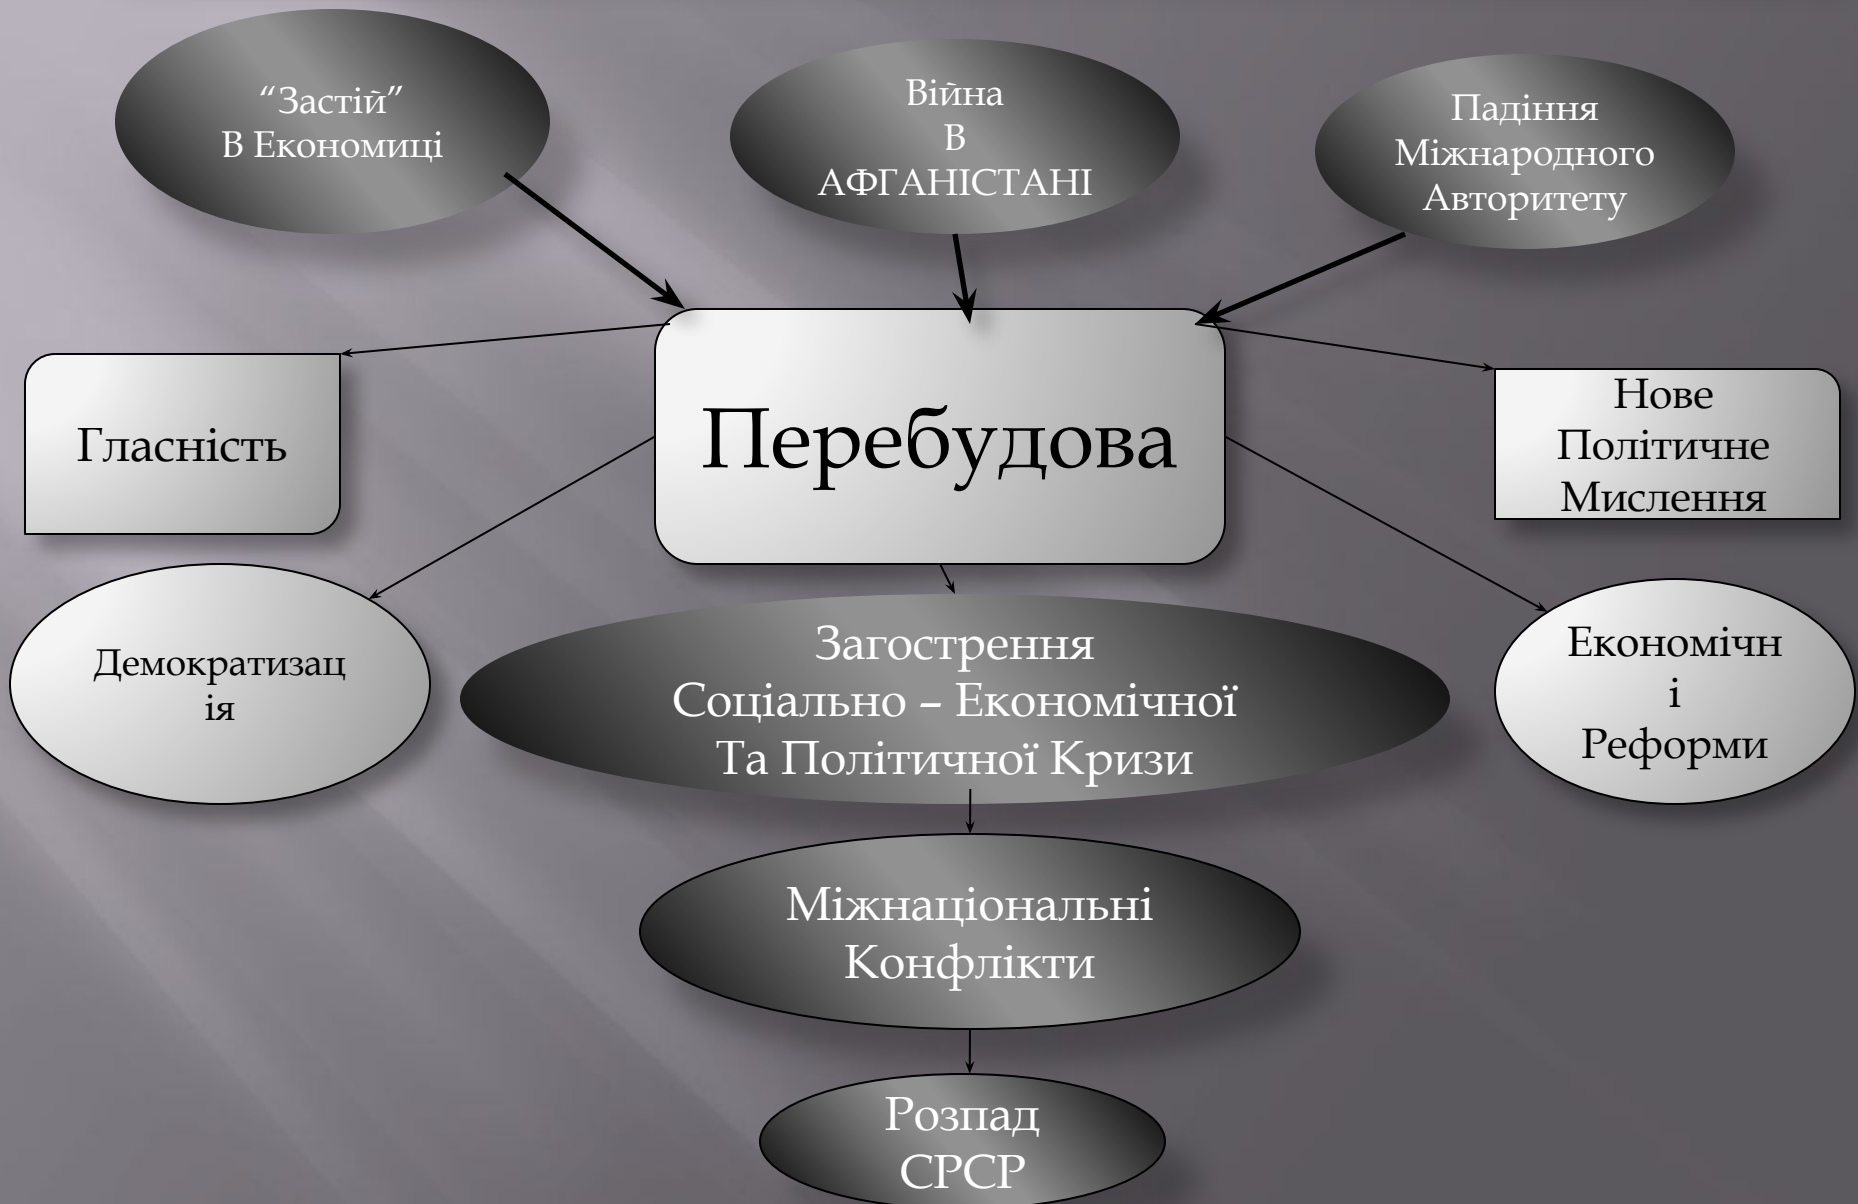 “Застій”
В Економиці
Війна
В
АФГАНІСТАНІ
Падіння
Міжнародного
Авторитету
Перебудова
Гласність
Нове
Політичне
Мислення
Демократизац
ія
Загострення
Соціально – Економічної
Та Політичної Кризи
Економічн
і
Реформи
Міжнаціональні
Конфлікти
Розпад
СРСР